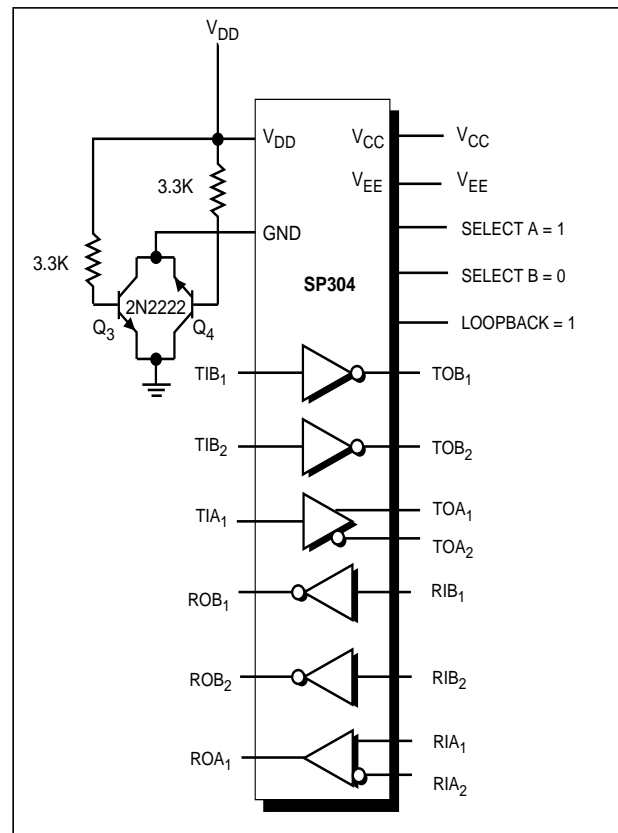 V_DD
V_DD V_CC V_CC
3.3K V_EE V_EE
GND SELECT A = 1
3.3K SP304
2N2222 SELECT B = 0
Q_3 Q_4 LOOPBACK = 1
TIB_1 TOB_1
TIB_2 TOB_2
TIA_1 TOA_1
TOA_2
ROB_1 RIB_1
ROB_2 RIB_2
ROA_1 RIA_1
RIA_2